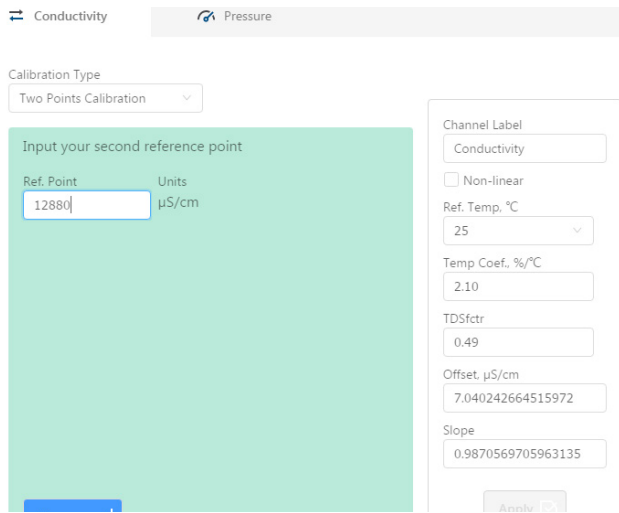 Conductivity
Pressure
Calibration Type
Two Points Calibration
Input your second reference point
Ref. Point
Units
12880
µS/cm
Channel Label
Conductivity
Non-linear
Ref. Temp, °C
25
Temp Coef., %/°C
2.10
TDSfctr
0.49
Offset, µS/cm
7.040242664515972
Slope
0.9870569705963135
Apply